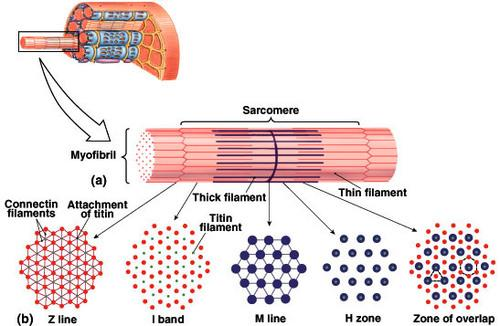 Sarcomere
Myofibril
(a)
Thick filament
Thin filament
Connectin
filaments
Attachment
of titin
Titin
filament
(b)
Z line
I band
M line
H zone
Zone of overlap